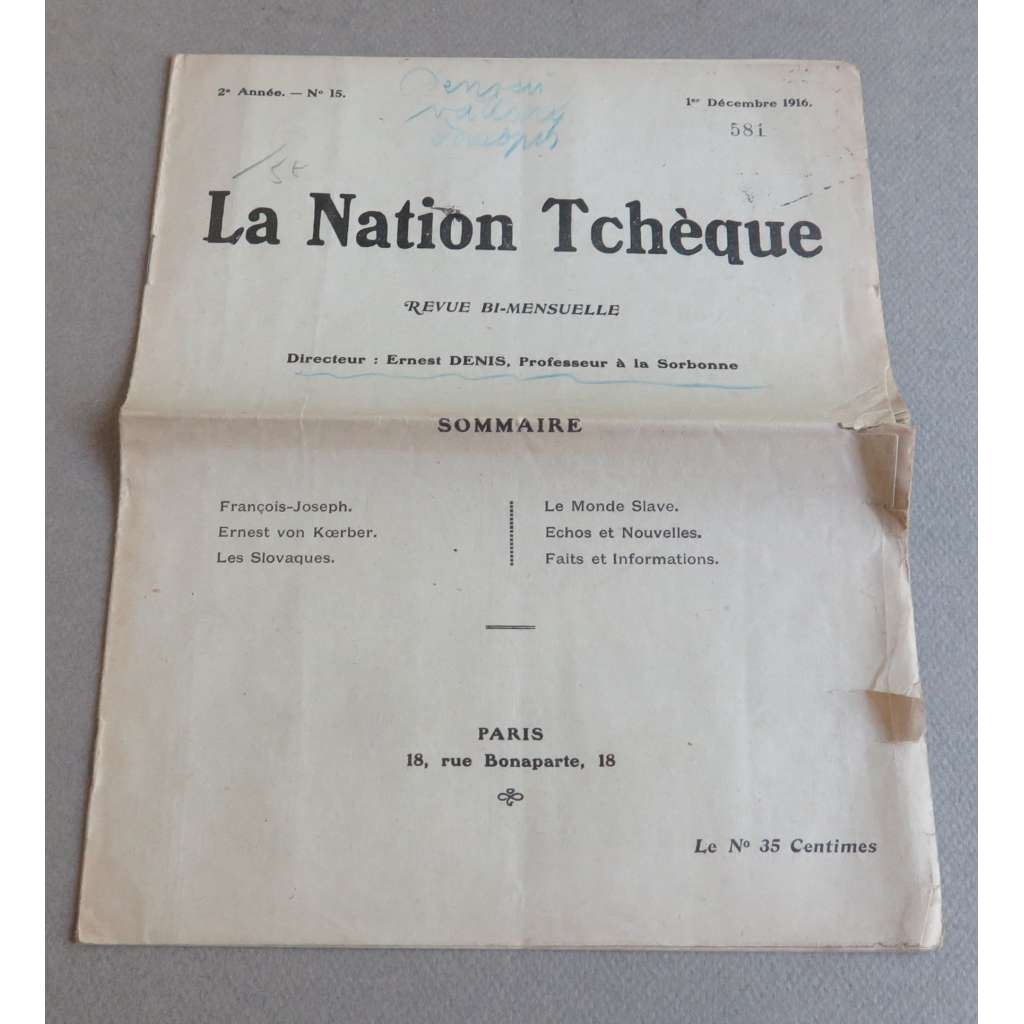 2e Année. — No 15.
1er Décembre 1916.
581
La Nation Tchèque
REVUE BI-MENSUELLE
Directeur : Ernest DENIS, Professeur à la Sorbonne
SOMMAIRE
François-Joseph.
Ernest von Kœrber.
Les Slovaques.
Le Monde Slave.
Echos et Nouvelles.
Faits et Informations.
PARIS
18, rue Bonaparte, 18
Le No 35 Centimes